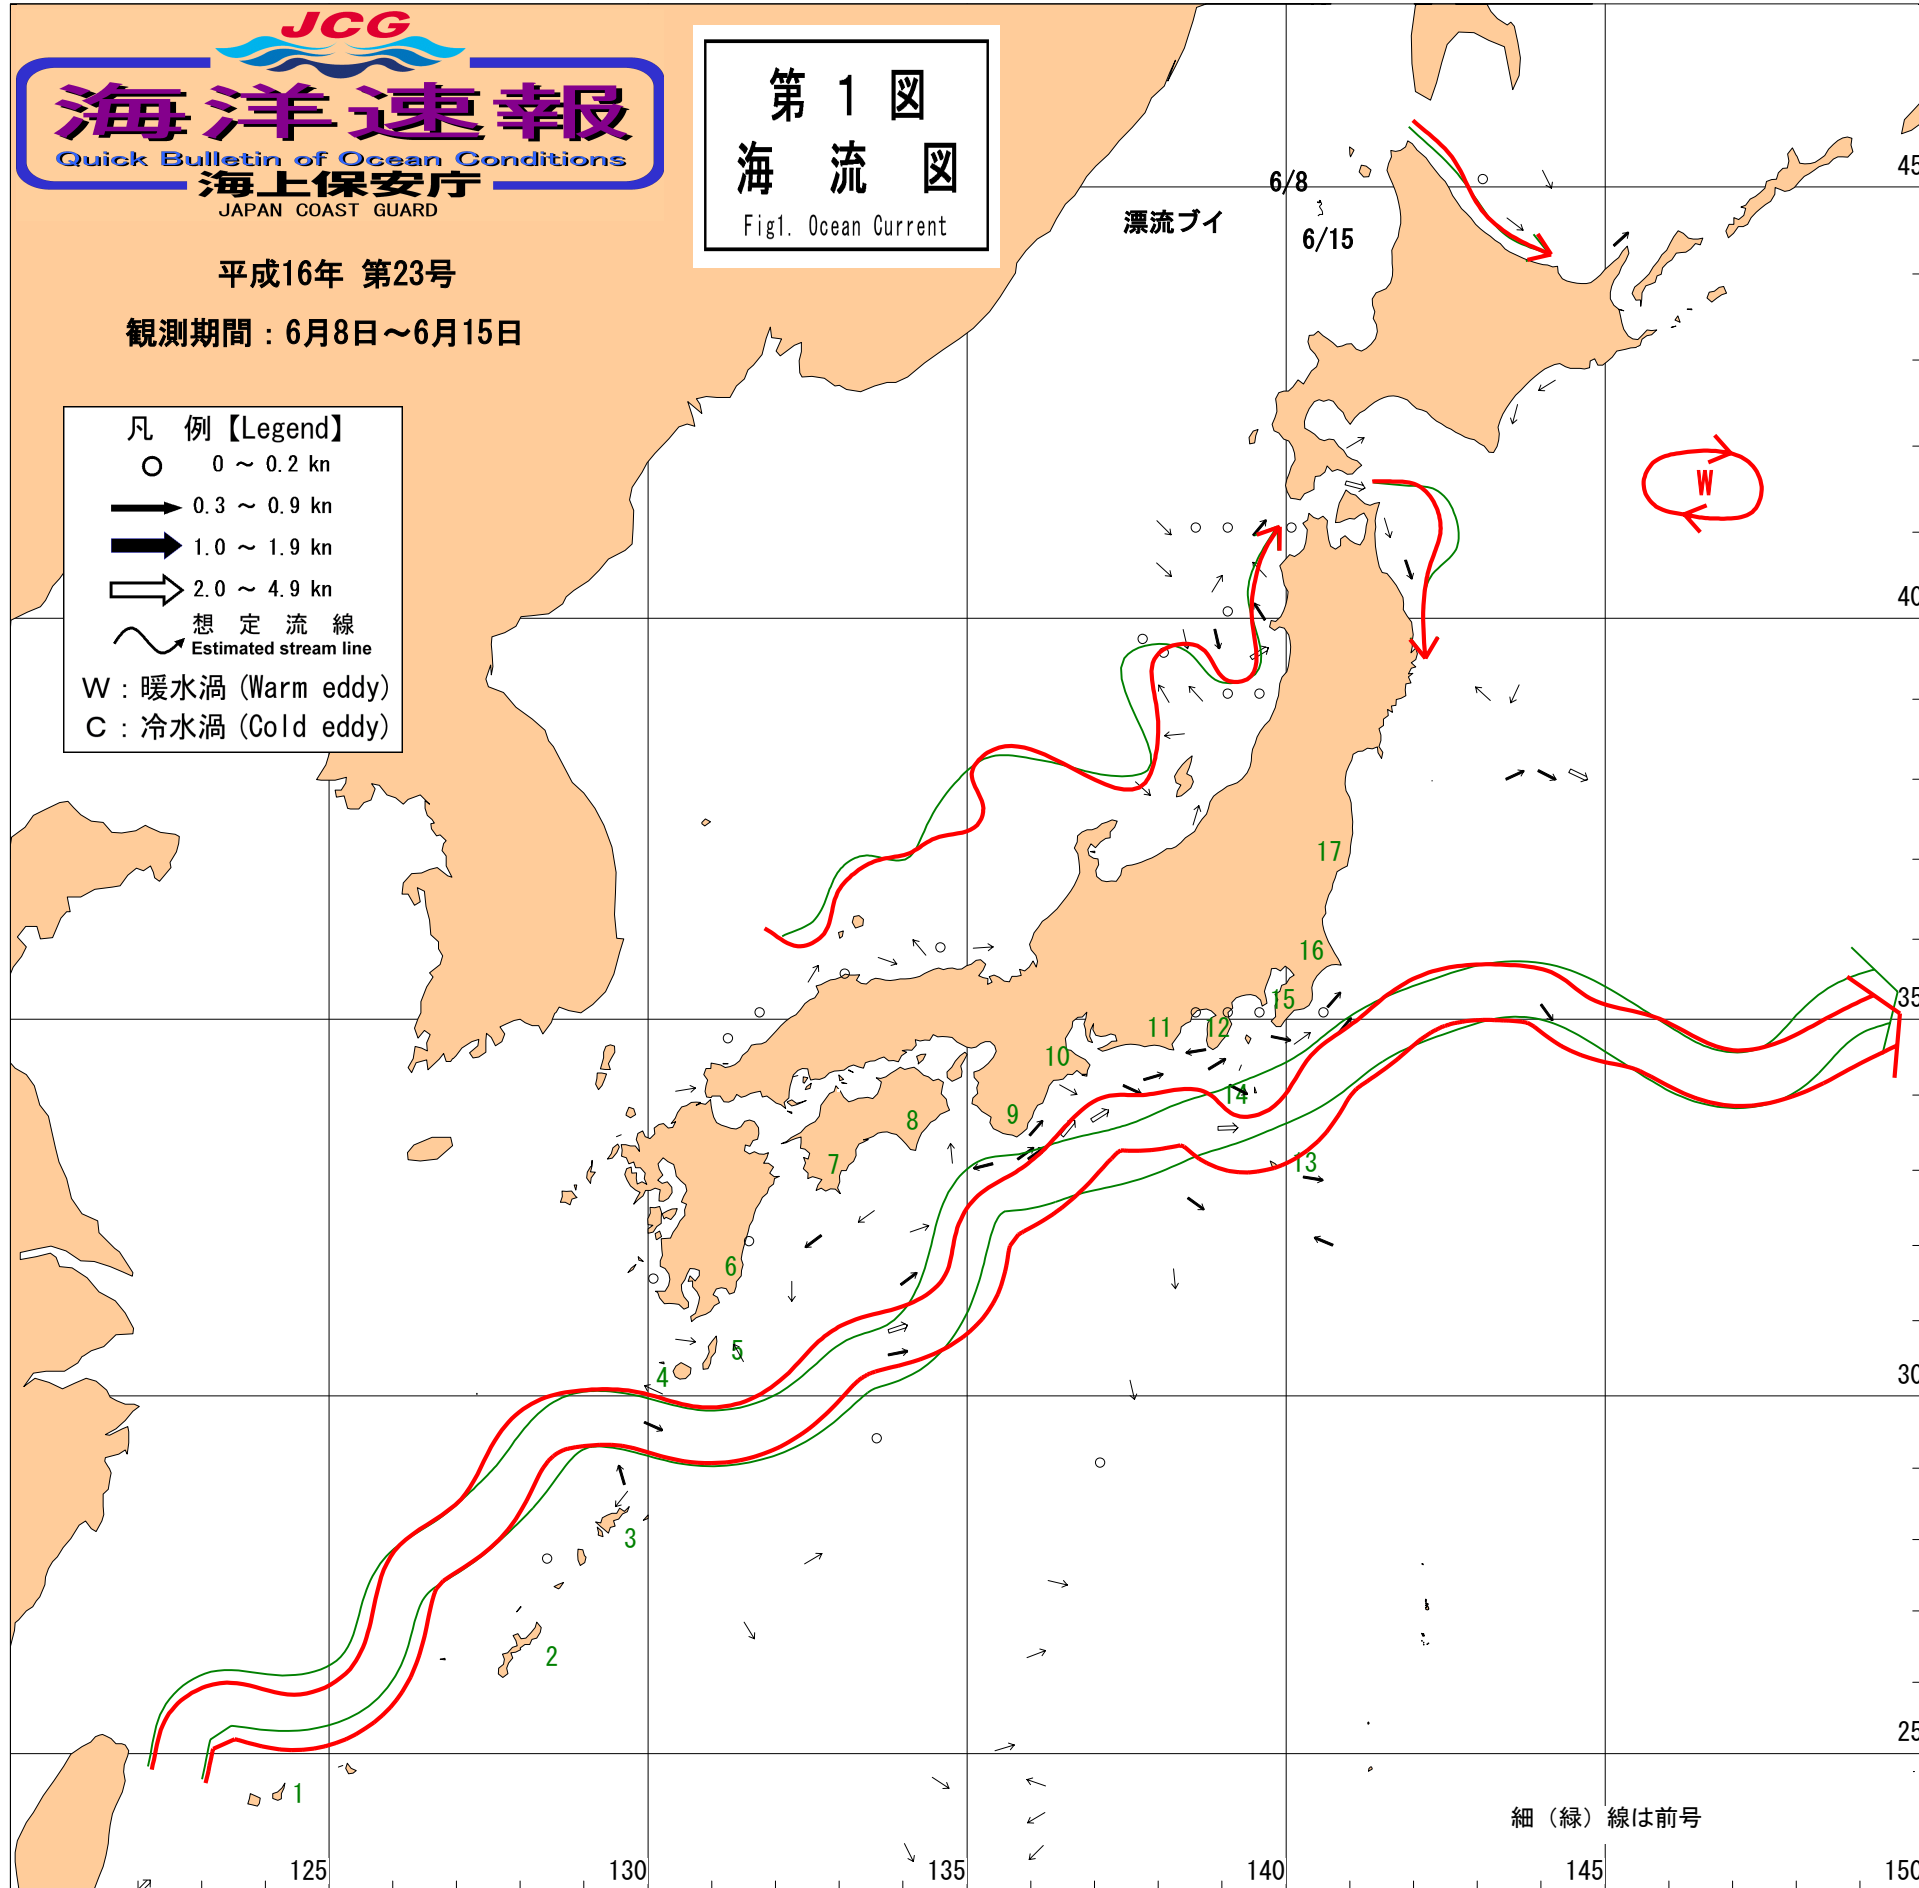 JCG
海洋速報
Quick Bulletin of Ocean Conditions
海上保安庁
JAPAN COAST GUARD
平成16年 第23号
観測期間：6月8日～6月15日
第 1 図
海 流 図
Fig1. Ocean Current
凡 例【Legend】
0 ～ 0.2 kn
0.3 ～ 0.9 kn
1.0 ～ 1.9 kn
2.0 ～ 4.9 kn
想 定 流 線
Estimated stream line
W：暖水渦(Warm eddy)
C：冷水渦(Cold eddy)
6/8
漂流ブイ
6/15
45
W
40
17
16
35
15
12
11
10
14
9
8
7
13
6
5
4
30
3
2
25
1
細（緑）線は前号
125
130
135
140
145
150